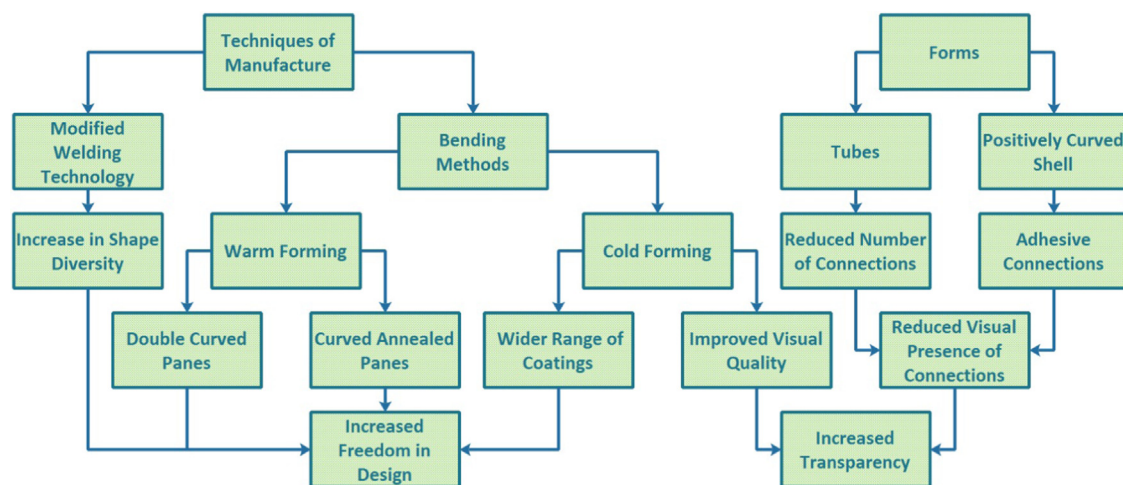 Techniques of
Manufacture
Forms
Modified
Welding
Technology
Bending
Methods
Tubes
Positively Curved
Shell
Increase in Shape
Diversity
Warm Forming
Cold Forming
Reduced Number
of Connections
Adhesive
Connections
Double Curved
Panes
Curved Annealed
Panes
Wider Range of
Coatings
Improved Visual
Quality
Reduced Visual
Presence of
Connections
Increased
Freedom in
Design
Increased
Transparency